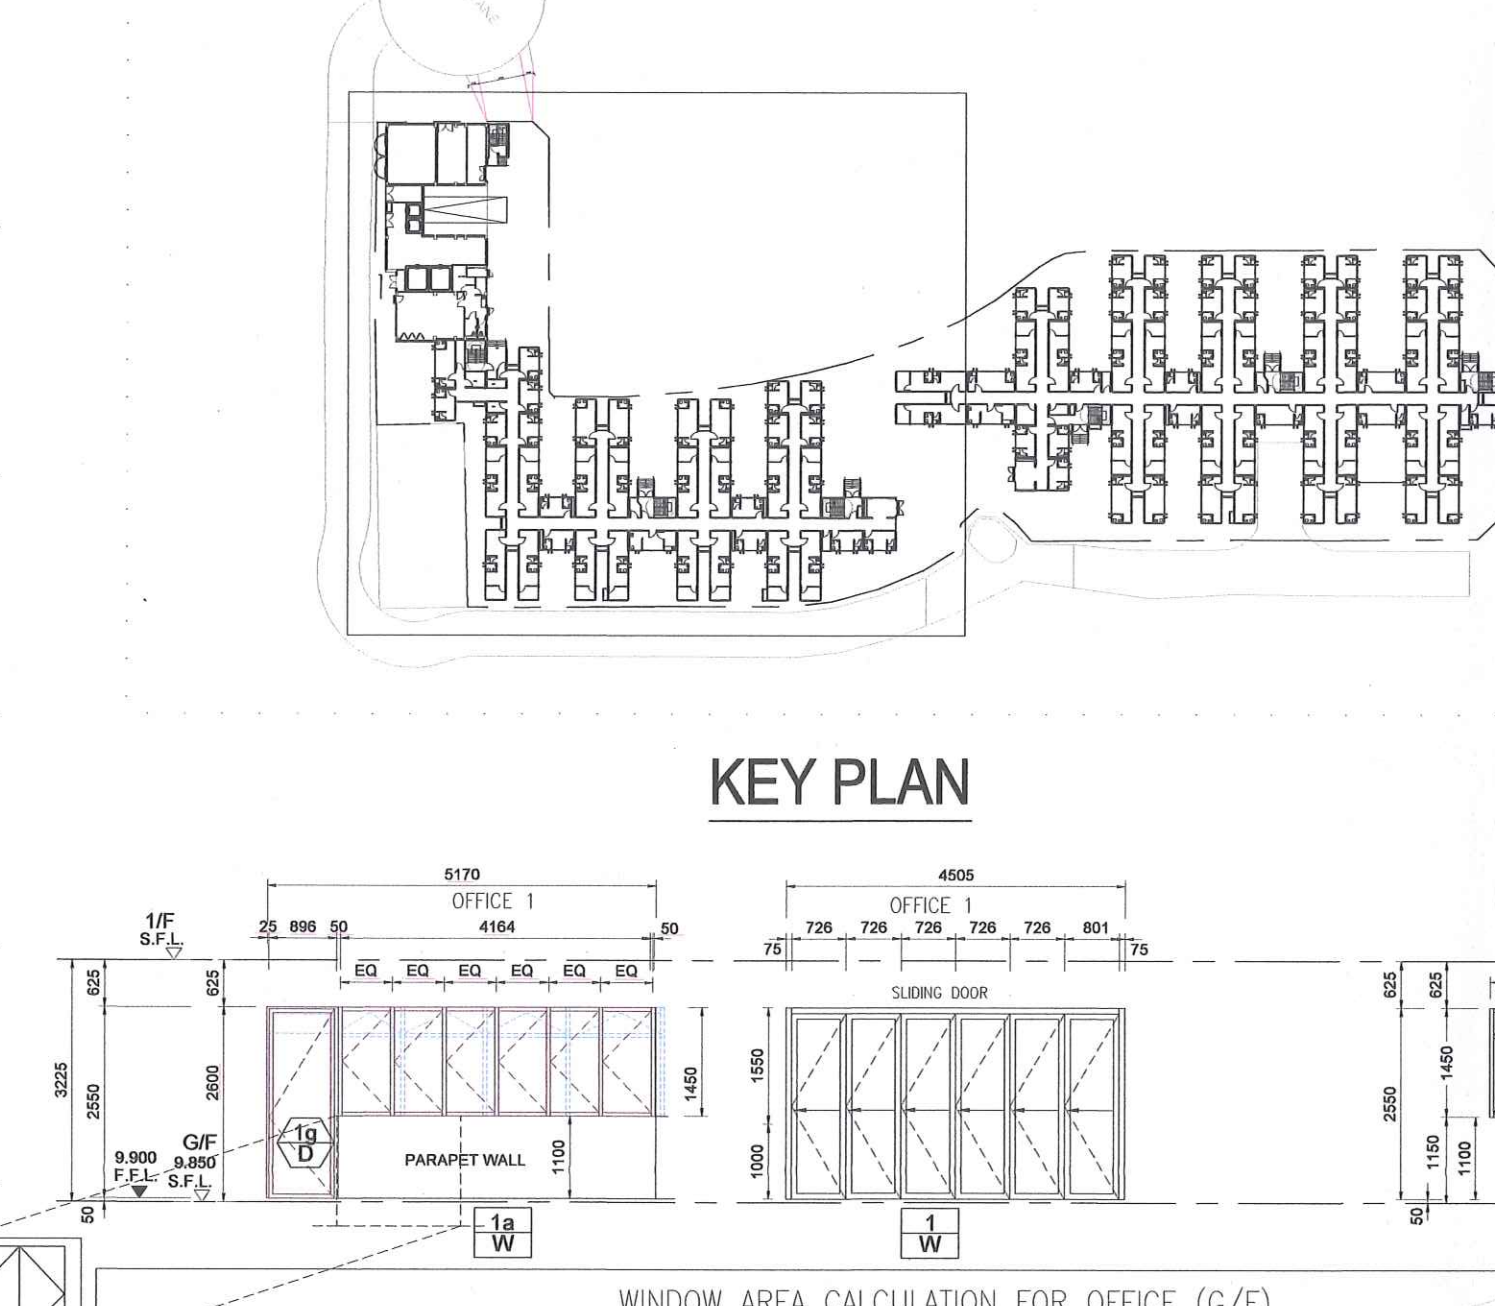 KEY PLAN
5170
OFFICE 1
4505
OFFICE 1
1/F
S.F.L.
25 896 50 4164 50
726 726 726 726 726 801
75 75
EQ EQ EQ EQ EQ EQ
SLIDING DOOR
625 625 625 625
3225 2550 2600 1450 1550 2550 1450
1g
D
G/F
9.900 9.850
F.F.L. S.F.L.
PARAPET WALL
1100 1000 1150 1100
50 50
1a
W
1
W
WINDOW AREA CALCULATION FOR OFFICE (G/F)